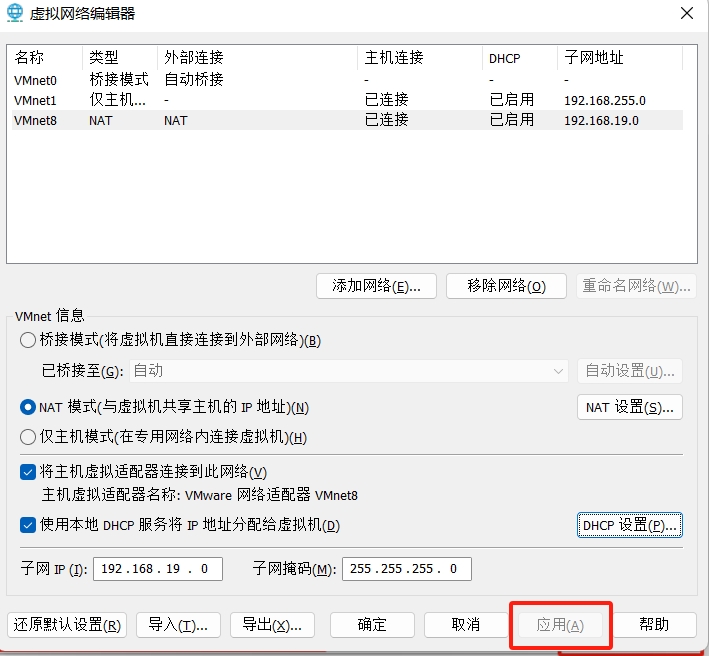 虚拟网络编辑器
名称 类型 外部连接 主机连接 DHCP 子网地址
VMnet0 桥接模式 自动桥接 - - -
VMnet1 仅主机... - 已连接 已启用 192.168.255.0
VMnet8 NAT NAT 已连接 已启用 192.168.19.0
添加网络(E)... 移除网络(O) 重命名网络(W)...
VMnet 信息
桥接模式(将虚拟机直接连接到外部网络)(B)
已桥接至(G): 自动 自动设置(U)...
NAT 模式(与虚拟机共享主机的 IP 地址)(N) NAT 设置(S)...
仅主机模式(在专用网络内连接虚拟机)(H)
将主机虚拟适配器连接到此网络(V)
主机虚拟适配器名称: VMware 网络适配器 VMnet8
使用本地 DHCP 服务将 IP 地址分配给虚拟机(D) DHCP 设置(P)...
子网 IP (I): 192.168.19.0 子网掩码(M): 255.255.255.0
还原默认设置(R) 导入(T)... 导出(X)... 确定 取消 应用(A) 帮助